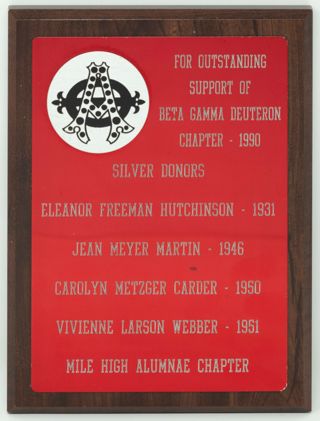 FOR OUTSTANDING
SUPPORT OF
BETA GAMMA DEUTERON
CHAPTER - 1990
SILVER DONORS
ELEANOR FREEMAN HUTCHINSON - 1931
JEAN MEYER MARTIN - 1946
CAROLYN METZGER CARDER - 1950
VIVIENNE LARSON WEBBER - 1951
MILE HIGH ALUMNAE CHAPTER